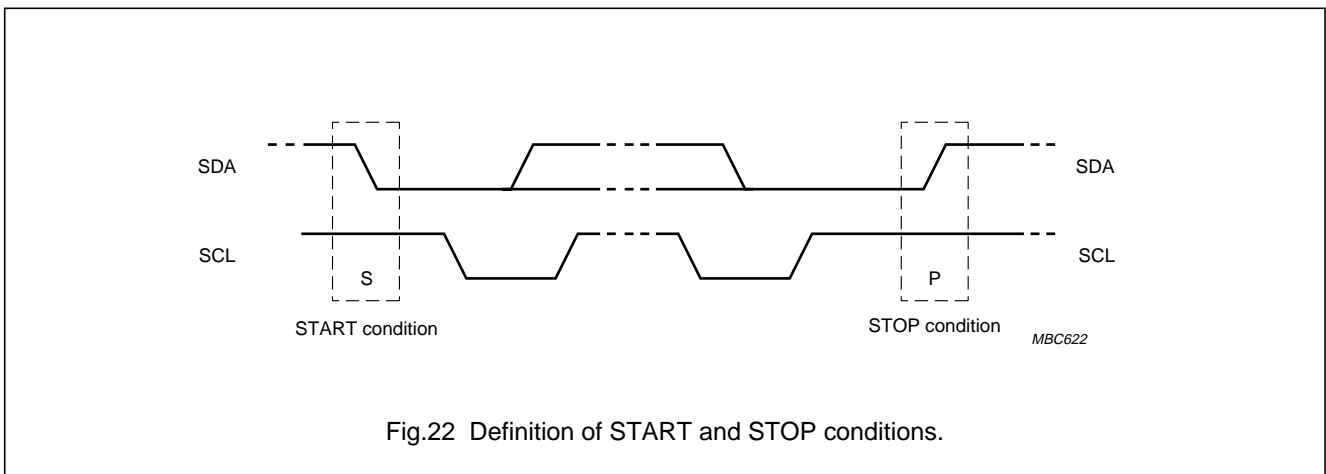 SDA
SDA
SCL
SCL
S
P
START condition
STOP condition
MBC622
Fig.22 Definition of START and STOP conditions.